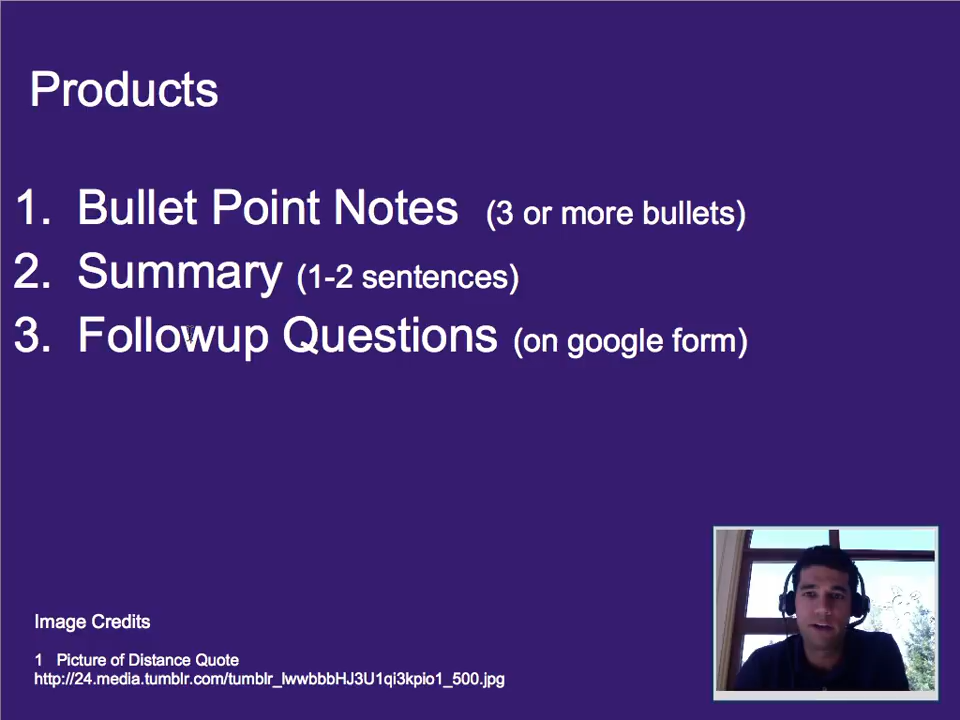 Products
1. Bullet Point Notes (3 or more bullets)
2. Summary (1-2 sentences)
3. Followup Questions (on google form)
Image Credits
1 Picture of Distance Quote
http://24.media.tumblr.com/tumblr_lwwbbbHJ3U1qi3kpio1_500.jpg